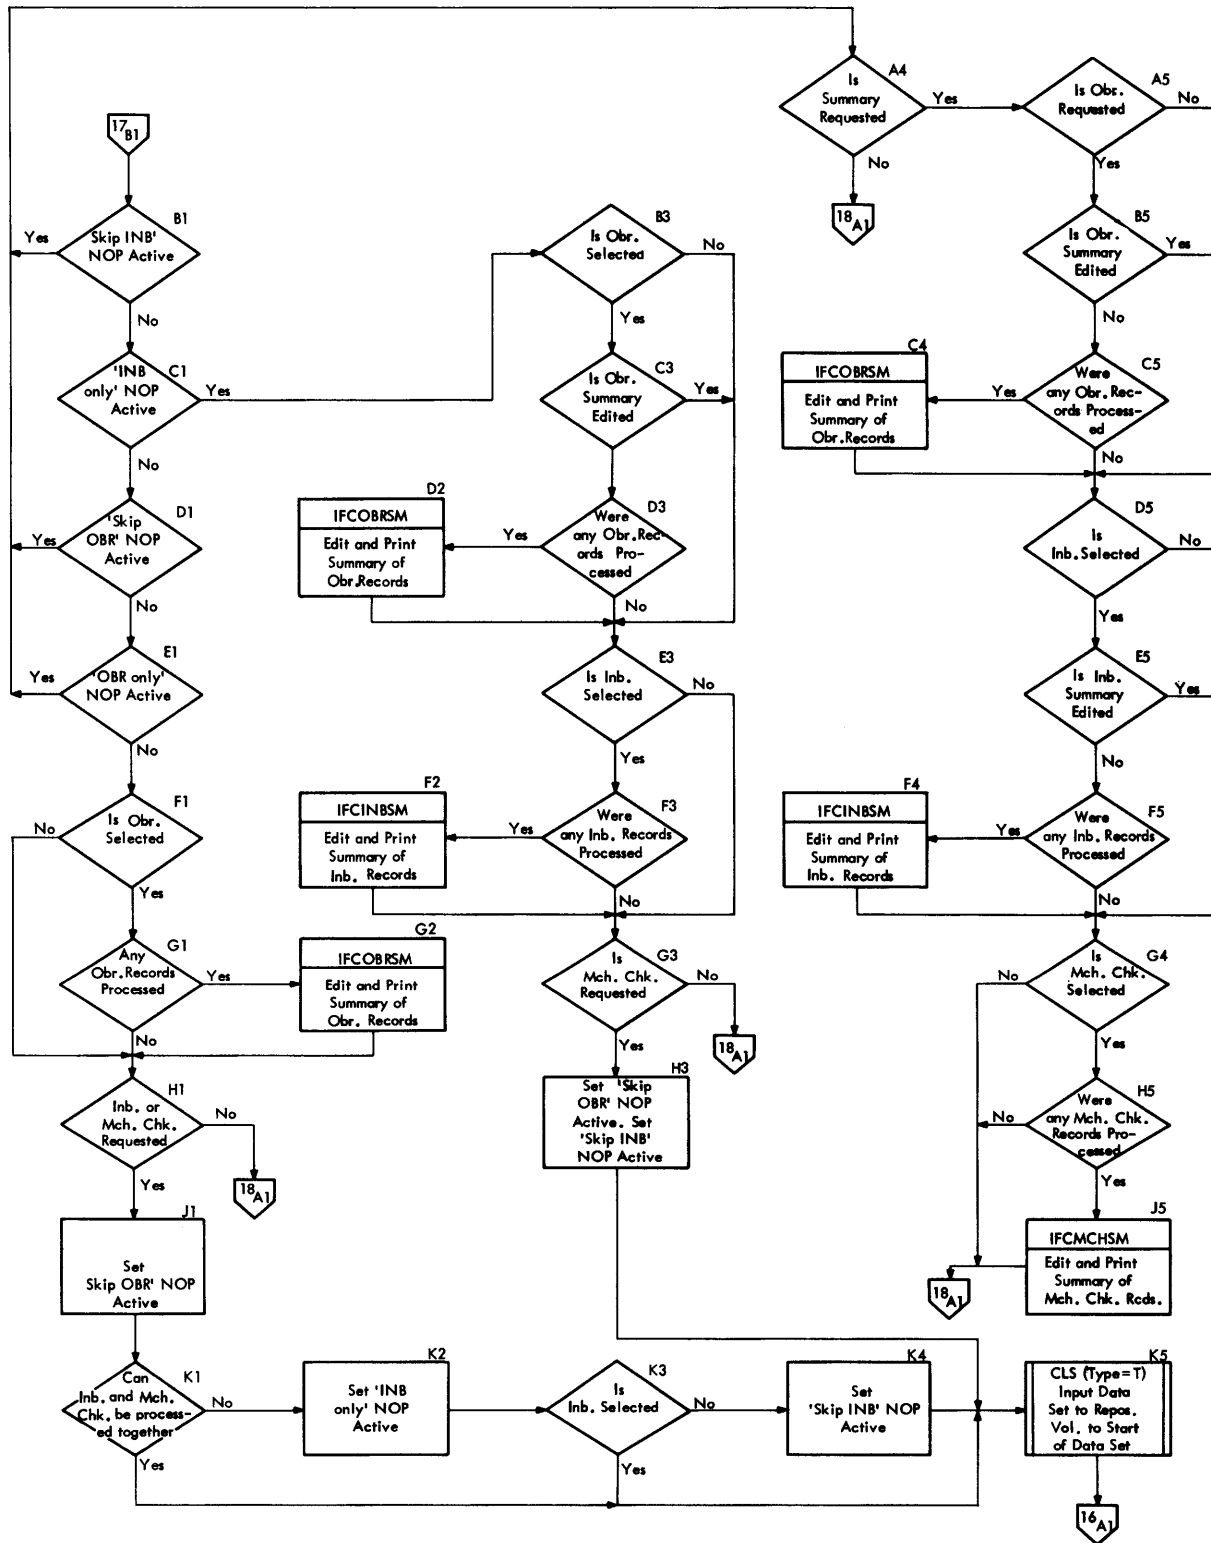 A4
Is
Summary
Requested
Yes
No
18 A1
A5
Is Obr.
Requested
No
Yes
17 B1
B1
Skip INB'
NOP Active
Yes
No
B3
Is Obr.
Selected
No
Yes
B5
Is Obr.
Summary
Edited
Yes
No
C1
'INB
only' NOP
Active
Yes
No
C3
Is Obr.
Summary
Edited
Yes
C4
IFCOBRSM
Edit and Print
Summary of
Obr.Records
C5
Were
any Obr.Rec-
ords Process-
ed
Yes
No
D1
'Skip
OBR' NOP
Active
Yes
No
D2
IFCOBRSM
Edit and Print
Summary of
Obr.Records
D3
Were
any Obr.Rec-
ords Pro-
cessed
Yes
No
D5
Is
Inb.Selected
No
Yes
E1
'OBR only'
NOP Active
Yes
No
E3
Is Inb.
Selected
No
Yes
E5
Is Inb.
Summary
Edited
Yes
No
F1
Is Obr.
Selected
No
Yes
F2
IFCINBSM
Edit and Print
Summary of
Inb. Records
F3
Were
any Inb. Records
Processed
Yes
No
F4
IFCINBSM
Edit and Print
Summary of
Inb. Records
F5
Were
any Inb. Records
Processed
Yes
No
G1
Any
Obr.Records
Processed
Yes
No
G2
IFCOBRSM
Edit and Print
Summary of
Obr. Records
G3
Is
Mch. Chk.
Requested
No
Yes
18 A1
G4
Is
Mch. Chk.
Selected
No
Yes
H1
Inb. or
Mch. Chk.
Requested
No
Yes
18 A1
H3
Set 'Skip
OBR' NOP
Active. Set
'Skip INB'
NOP Active
H5
Were
any Mch. Chk.
Records Pro-
cessed
No
Yes
J1
Set
Skip OBR' NOP
Active
J5
IFCMCHSM
Edit and Print
Summary of
Mch. Chk. Rcds.
18 A1
K1
Can
Inb. and Mch.
Chk. be process-
ed together
No
Yes
K2
Set 'INB
only' NOP
Active
K3
Is
Inb. Selected
No
Yes
K4
Set
'Skip INB' NOP
Active
K5
CLS (Type=T)
Input Data
Set to Repos.
Vol. to Start
of Data Set
16 A1